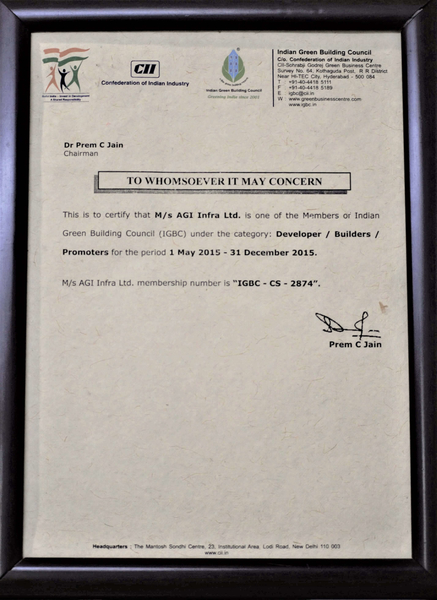 Indian Green Building Council
C/o. Confederation of Indian Industry
CII-Sohrabji Godrej Green Business Centre
Survey No. 64, Kothaguda Post, R R District
Near HI-TEC City, Hyderabad - 500 084
T : +91-40-4418 5111
F : +91-40-4418 5189
E : igbc@cii.in
W : www.greenbusinesscentre.com
www.igbc.in
CII
Confederation of Indian Industry
Indian Green Building Council
Greening India since 2001
Dr Prem C Jain
Chairman
TO WHOMSOEVER IT MAY CONCERN
This is to certify that M/s AGI Infra Ltd. is one of the Members or Indian
Green Building Council (IGBC) under the category: Developer / Builders /
Promoters for the period 1 May 2015 - 31 December 2015.
M/s AGI Infra Ltd. membership number is "IGBC - CS - 2874".
Prem C Jain
Headquarters : The Mantosh Sondhi Centre, 23, Institutional Area, Lodi Road, New Delhi 110 003
www.cii.in